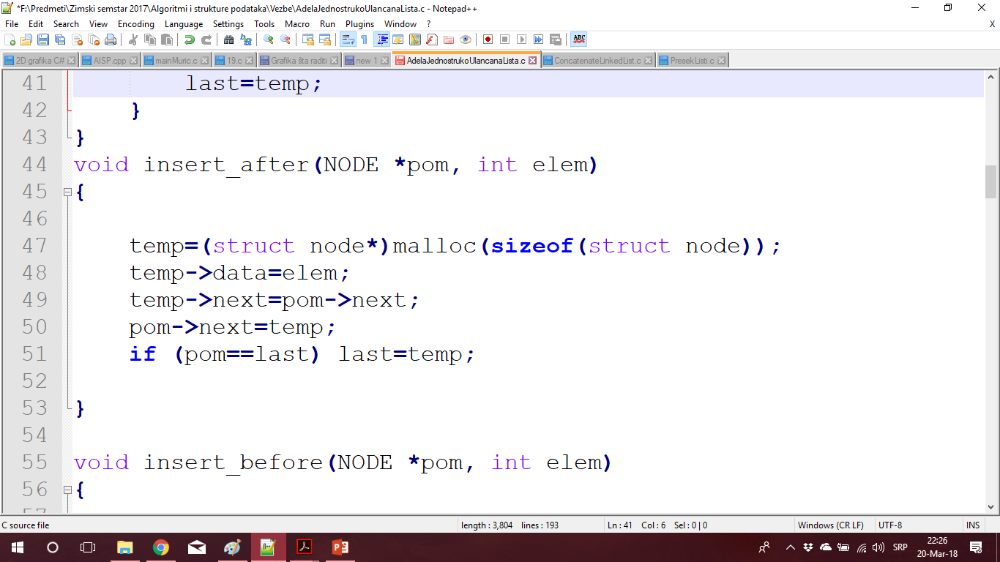 *F:\Predmeti\Zimski semstar 2017\Algoritmi i strukture podataka\Vezbe\AdelaJednostrukoUlancanaLista.c - Notepad++
File Edit Search View Encoding Language Settings Tools Macro Run Plugins Window ? X
2D grafika C# AISP.cpp mainMuric.c 19.c Grafika šta raditi new 1 AdelaJednostrukoUlancanaLista.c ConcatenateLinkedList.c PresekListi.c
41 last=temp;
42 }
43 }
44 void insert_after(NODE *pom, int elem)
45 {
46
47 temp=(struct node*)malloc(sizeof(struct node));
48 temp->data=elem;
49 temp->next=pom->next;
50 pom->next=temp;
51 if (pom==last) last=temp;
52
53 }
54
55 void insert_before(NODE *pom, int elem)
56 {
57
C source file length : 3,804 lines : 193 Ln : 41 Col : 6 Sel : 0 | 0 Windows (CR LF) UTF-8 INS
SRP 22:26
20-Mar-18